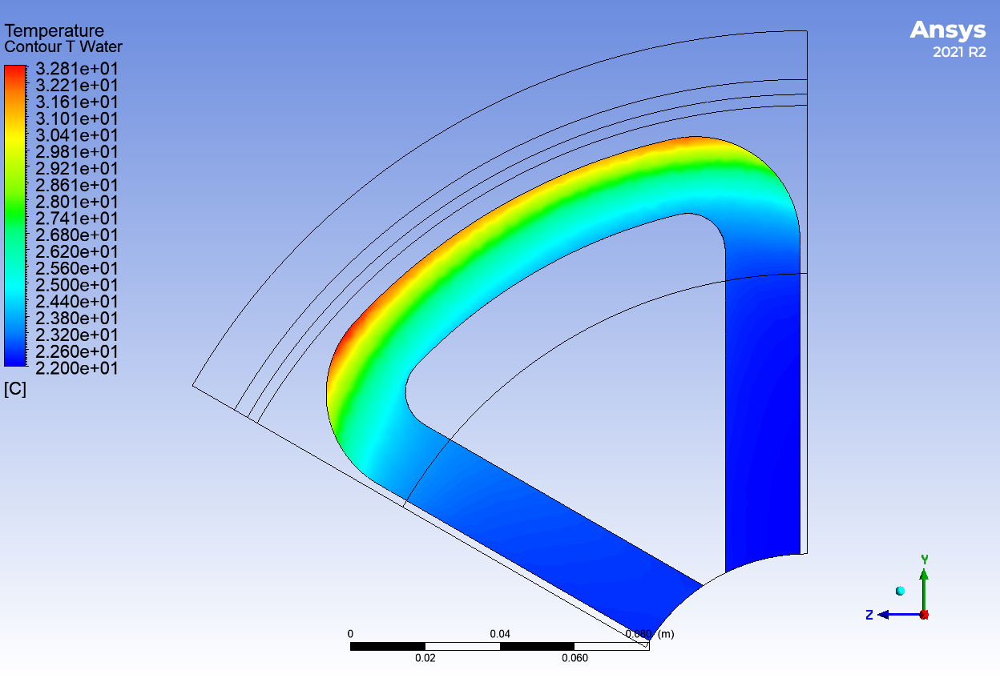 Temperature
Contour T Water
3.281e+01
3.221e+01
3.161e+01
3.101e+01
3.041e+01
2.981e+01
2.921e+01
2.861e+01
2.801e+01
2.741e+01
2.680e+01
2.620e+01
2.560e+01
2.500e+01
2.440e+01
2.380e+01
2.320e+01
2.260e+01
2.200e+01
[C]
Ansys
2021 R2
Y
Z
0 0.04 0.080 (m)
0.02 0.060